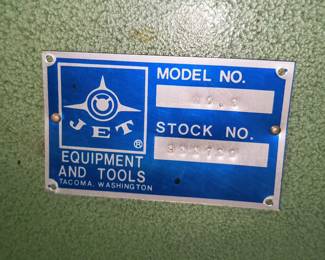 MODEL NO.
JET
®
STOCK NO.
EQUIPMENT
AND TOOLS
TACOMA, WASHINGTON